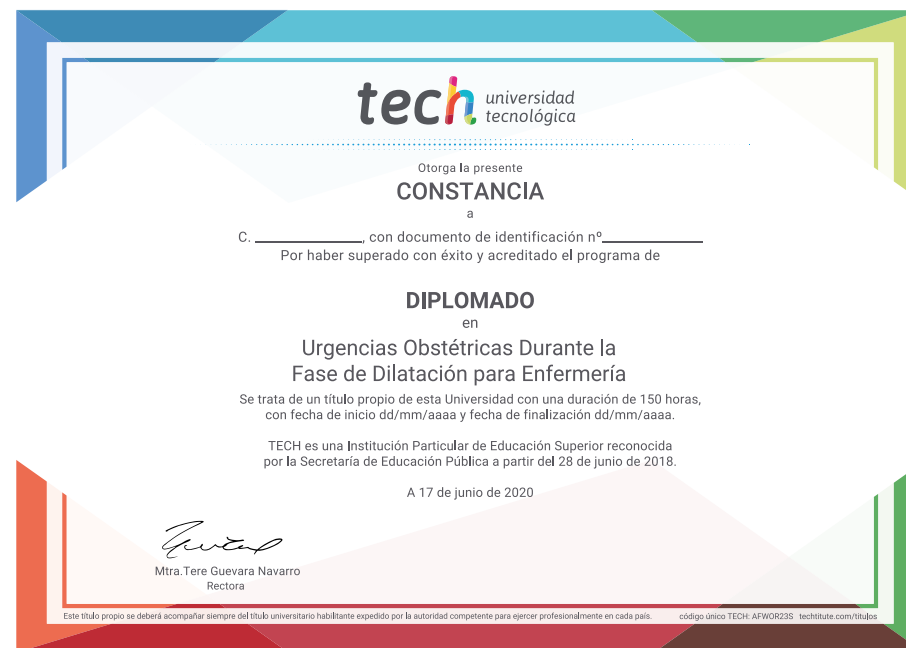 tech universidad
tecnológica
Otorga la presente
CONSTANCIA
a
C. ____________, con documento de identificación nº____________
Por haber superado con éxito y acreditado el programa de
DIPLOMADO
en
Urgencias Obstétricas Durante la
Fase de Dilatación para Enfermería
Se trata de un título propio de esta Universidad con una duración de 150 horas,
con fecha de inicio dd/mm/aaaa y fecha de finalización dd/mm/aaaa.
TECH es una Institución Particular de Educación Superior reconocida
por la Secretaría de Educación Pública a partir del 28 de junio de 2018.
A 17 de junio de 2020
Mtra.Tere Guevara Navarro
Rectora
Este título propio se deberá acompañar siempre del título universitario habilitante expedido por la autoridad competente para ejercer profesionalmente en cada país. código único TECH: AFWOR23S techtitute.com/titulos